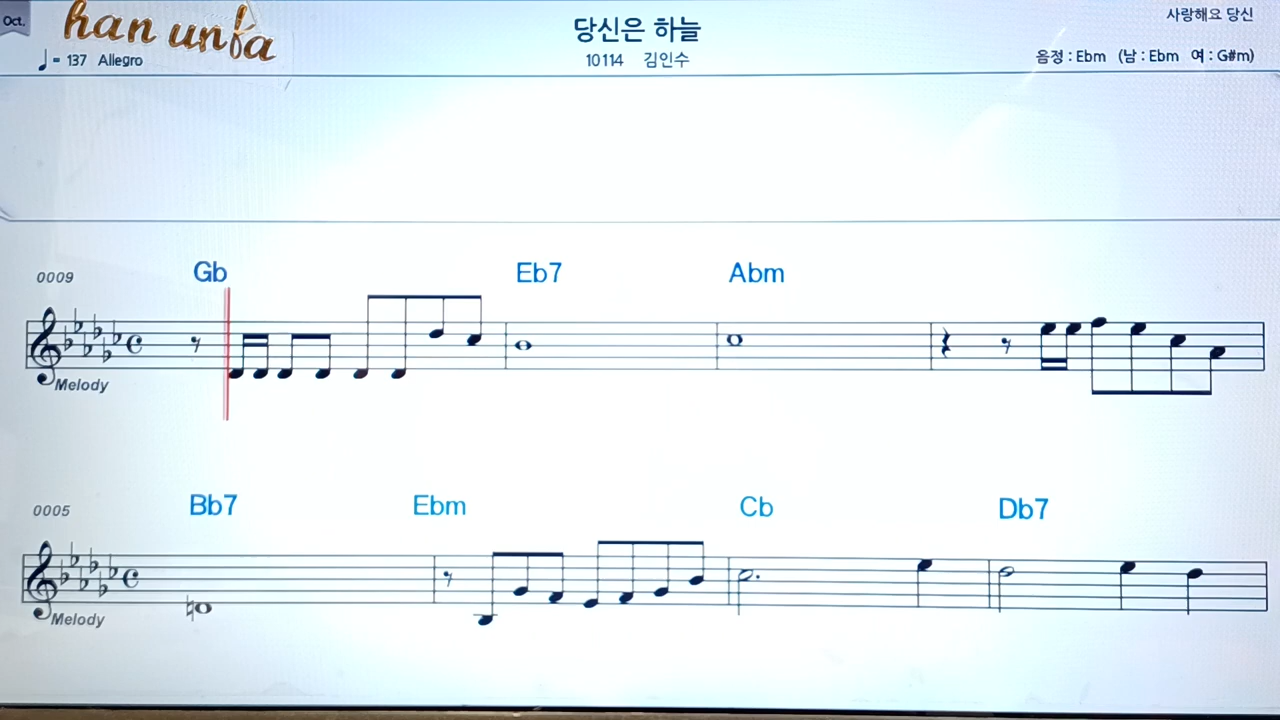 Oct.
han unfa
♩= 137 Allegro
당신은 하늘
10114 김인수
사랑해요 당신
음정 : Ebm (남 : Ebm 여 : G#m)
0009
Gb Eb7 Abm
Melody
0005
Bb7 Ebm Cb Db7
Melody